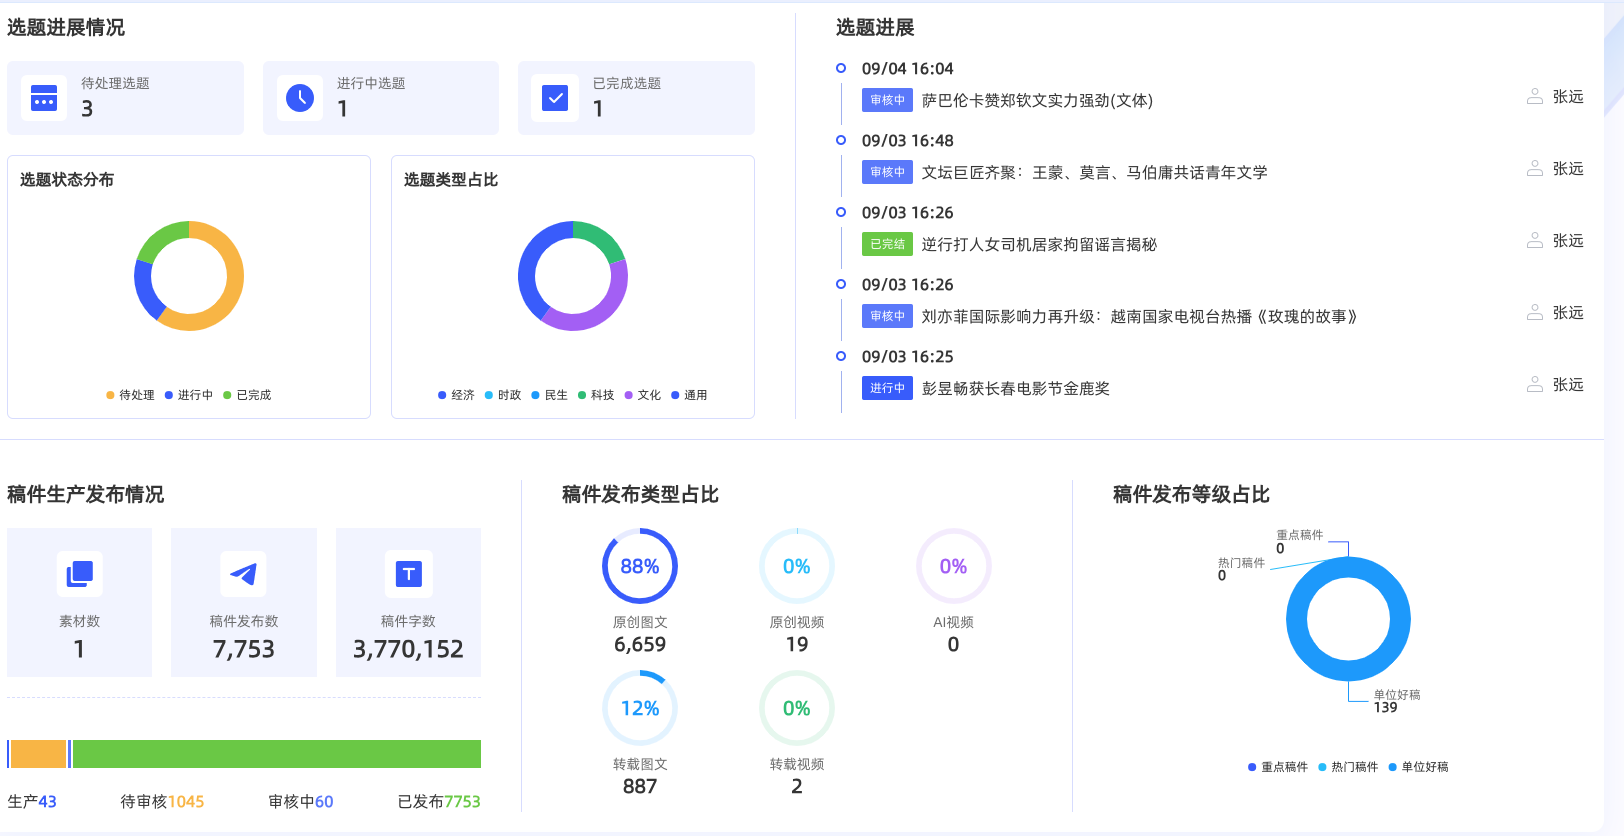 选题进展情况
待处理选题
3
进行中选题
1
已完成选题
1
选题状态分布
待处理 进行中 已完成
选题类型占比
经济 时政 民生 科技 文化 通用
选题进展
09/04 16:04
审核中 萨巴伦卡赞郑钦文实力强劲(文体) 张远
09/03 16:48
审核中 文坛巨匠齐聚：王蒙、莫言、马伯庸共话青年文学 张远
09/03 16:26
已完结 逆行打人女司机居家拘留谣言揭秘 张远
09/03 16:26
审核中 刘亦菲国际影响力再升级：越南国家电视台热播《玫瑰的故事》 张远
09/03 16:25
进行中 彭昱畅获长春电影节金鹿奖 张远
稿件生产发布情况
素材数
1
稿件发布数
7,753
稿件字数
3,770,152
生产43 待审核1045 审核中60 已发布7753
稿件发布类型占比
88%
原创图文
6,659
0%
原创视频
19
0%
AI视频
0
12%
转载图文
887
0%
转载视频
2
稿件发布等级占比
重点稿件
0
热门稿件
0
单位好稿
139
重点稿件 热门稿件 单位好稿